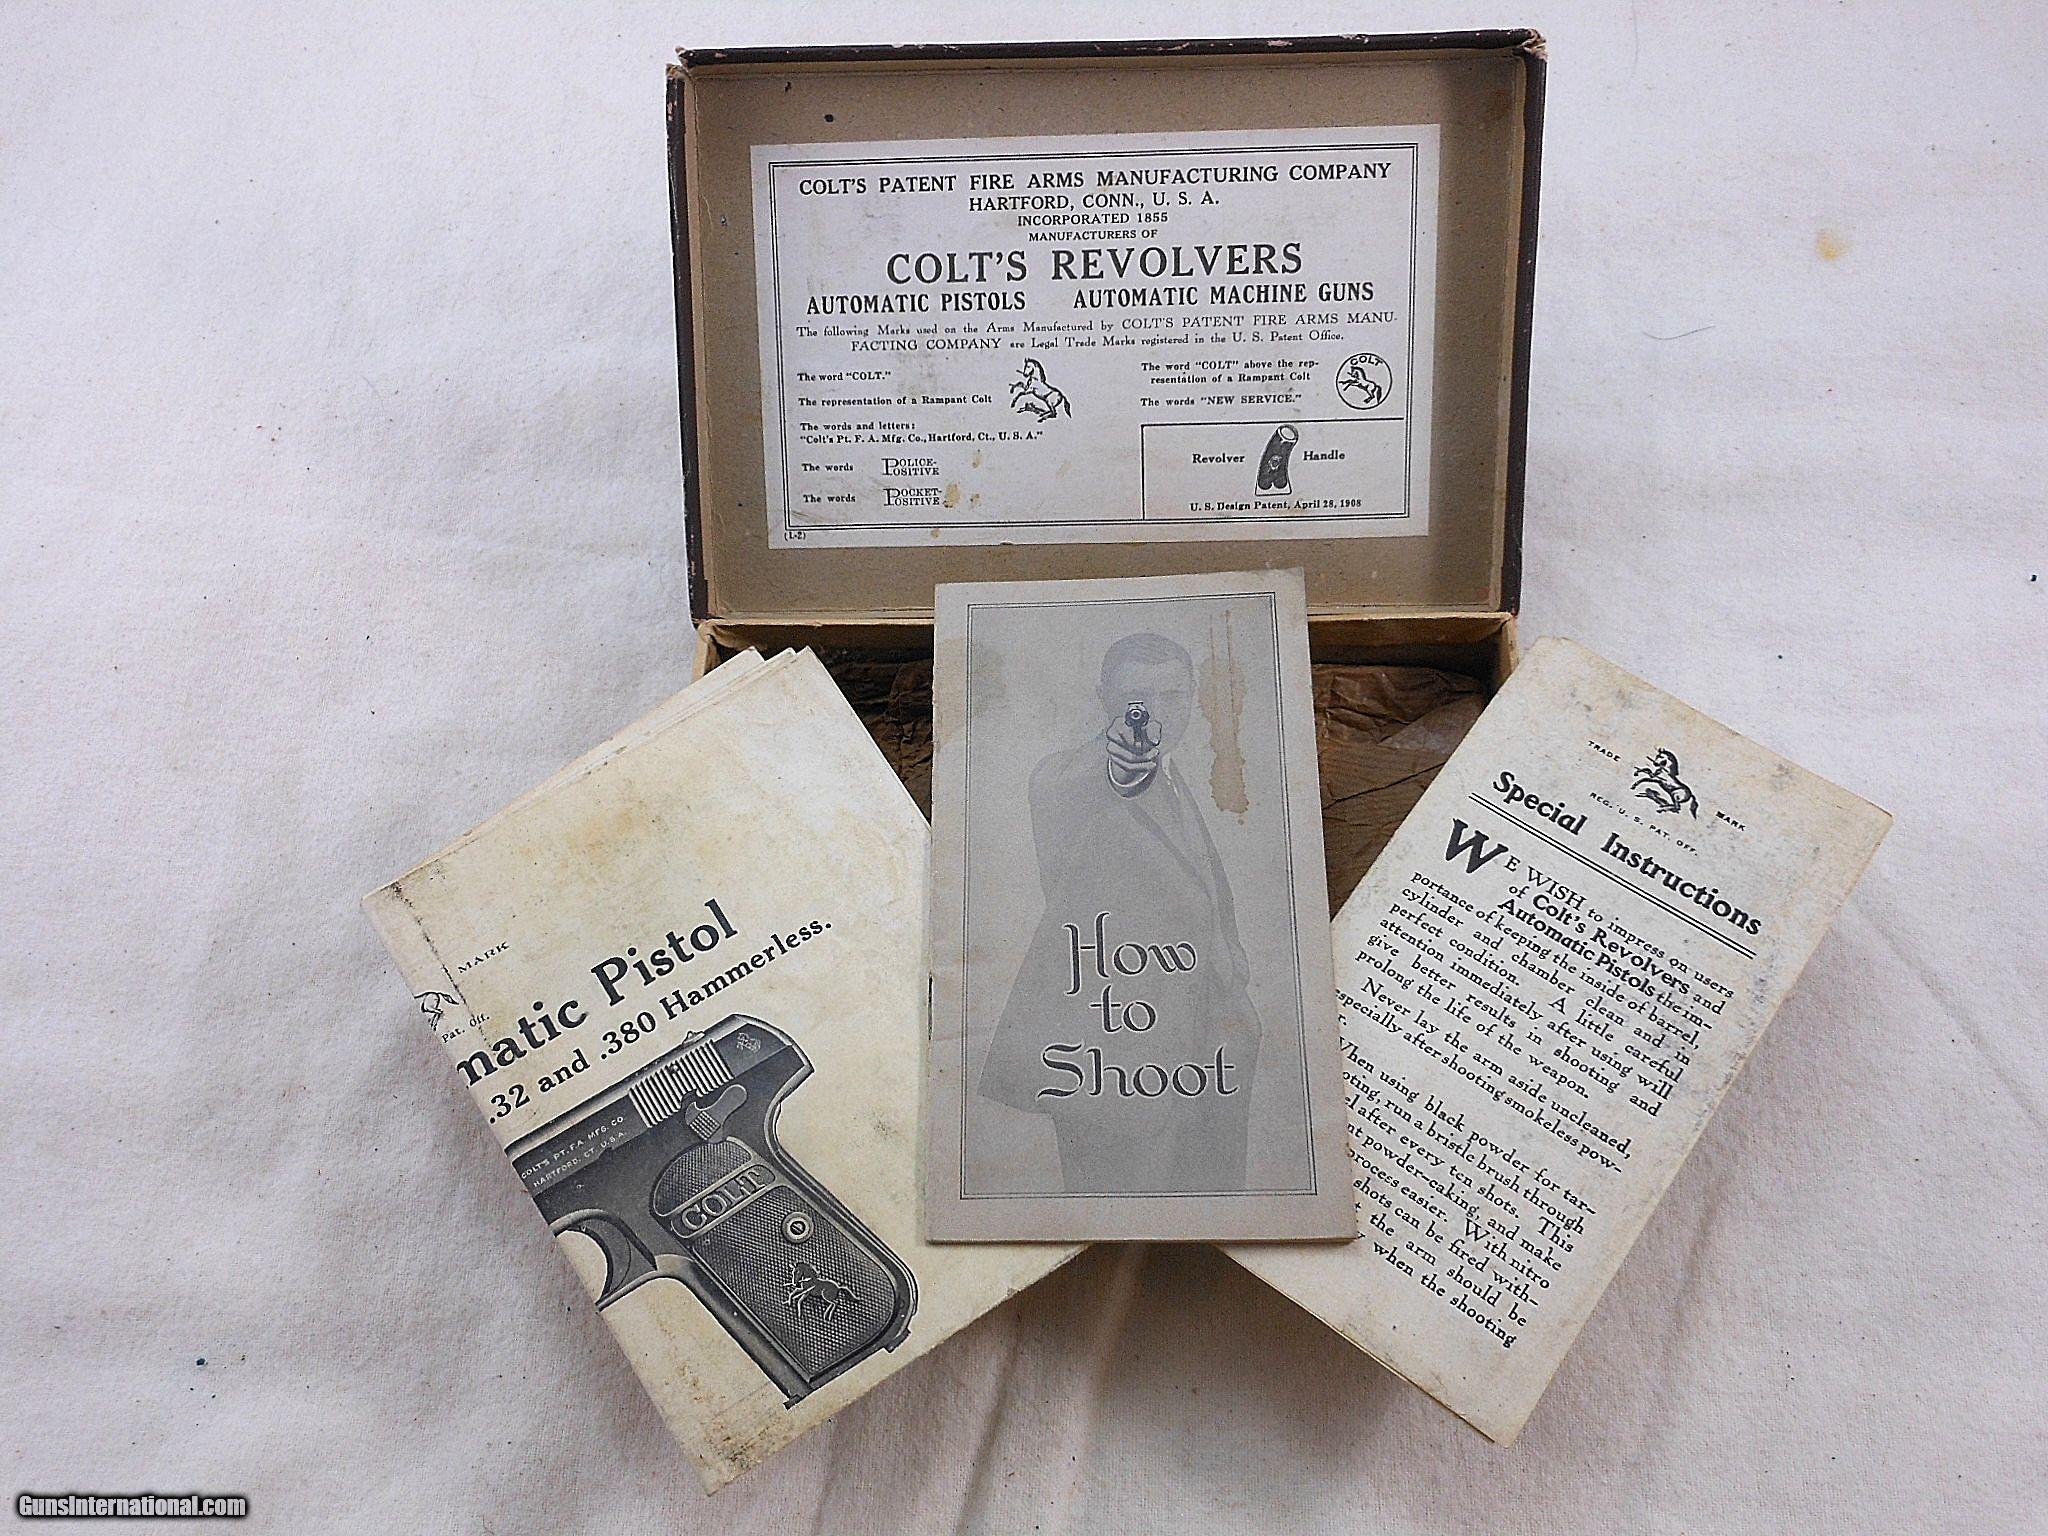 COLT'S PATENT FIRE ARMS MANUFACTURING COMPANY
HARTFORD, CONN., U. S. A.
INCORPORATED 1855
MANUFACTURERS OF
COLT'S REVOLVERS
AUTOMATIC PISTOLS AUTOMATIC MACHINE GUNS
The following Marks used on the Arms Manufactured by COLT'S PATENT FIRE ARMS MANU-
FACTING COMPANY are Legal Trade Marks registered in the U. S. Patent Office.
The word "COLT."
The representation of a Rampant Colt
The words and letters:
"Colt's Pt. F. A. Mfg. Co., Hartford, Ct., U. S. A."
The words POLICE-
POSITIVE
The words POCKET-
POSITIVE
The word "COLT" above the rep-
resentation of a Rampant Colt
COLT
The words "NEW SERVICE."
Revolver Handle
U. S. Design Patent, April 28, 1908
(L-2)
MARK
Pat. Off.
matic Pistol
.32 and .380 Hammerless.
COLT'S PT. F.A. MFG. CO.
HARTFORD, CT. U.S.A.
COLT
How
to
Shoot
TRADE MARK
REG. U. S. PAT. OFF.
Special Instructions
WE WISH to impress on users
of Colt's Revolvers and
Automatic Pistols the im-
portance of keeping the inside of barrel,
cylinder and chamber clean and in
perfect condition. A little careful
attention immediately after using will
give better results in shooting and
prolong the life of the weapon.
Never lay the arm aside uncleaned,
especially after shooting smokeless pow-
r.
When using black powder for tar-
oting, run a bristle brush through
el after every ten shots. This
nt powder-caking, and make
process easier. With nitro
shots can be fired with-
t the arm should be
y when the shooting
GunsInternational.com